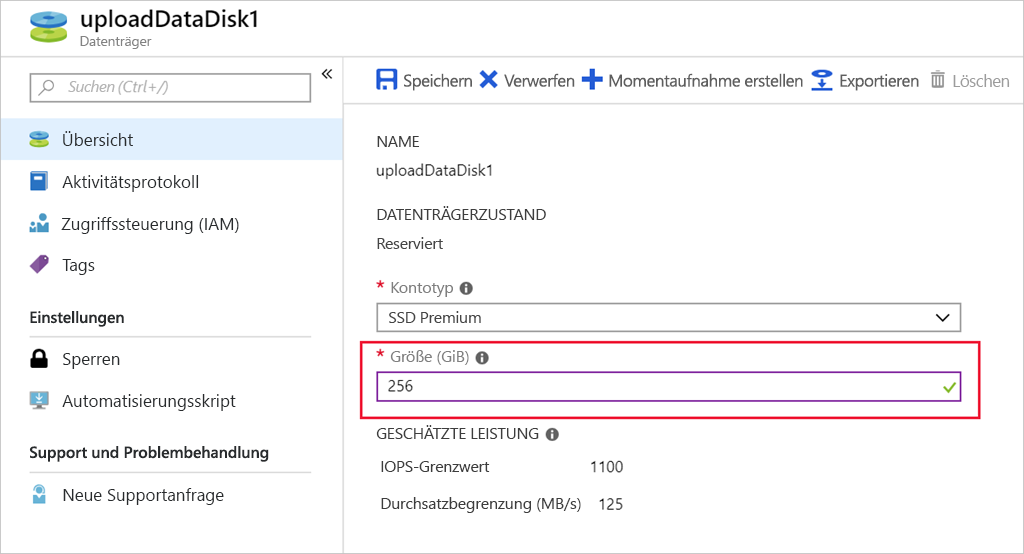 uploadDataDisk1
Datenträger
Suchen (Ctrl+/)
«
Übersicht
Aktivitätsprotokoll
Zugriffssteuerung (IAM)
Tags
Einstellungen
Sperren
Automatisierungsskript
Support und Problembehandlung
Neue Supportanfrage
Speichern Verwerfen Momentaufnahme erstellen Exportieren Löschen
NAME
uploadDataDisk1
DATENTRÄGERZUSTAND
Reserviert
* Kontotyp
SSD Premium
* Größe (GiB)
256
GESCHÄTZTE LEISTUNG
IOPS-Grenzwert 1100
Durchsatzbegrenzung (MB/s) 125